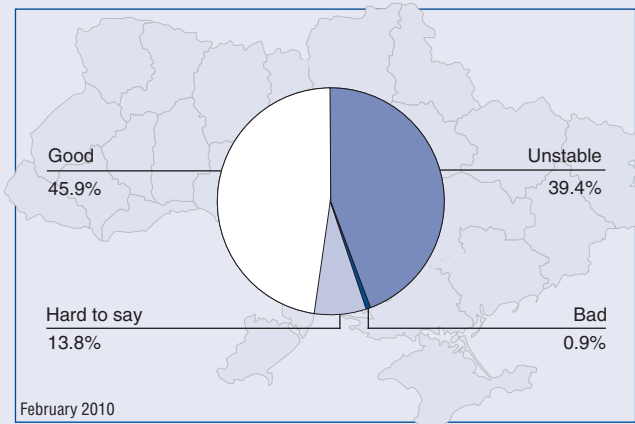 Good
45.9%
Unstable
39.4%
Hard to say
13.8%
Bad
0.9%
February 2010